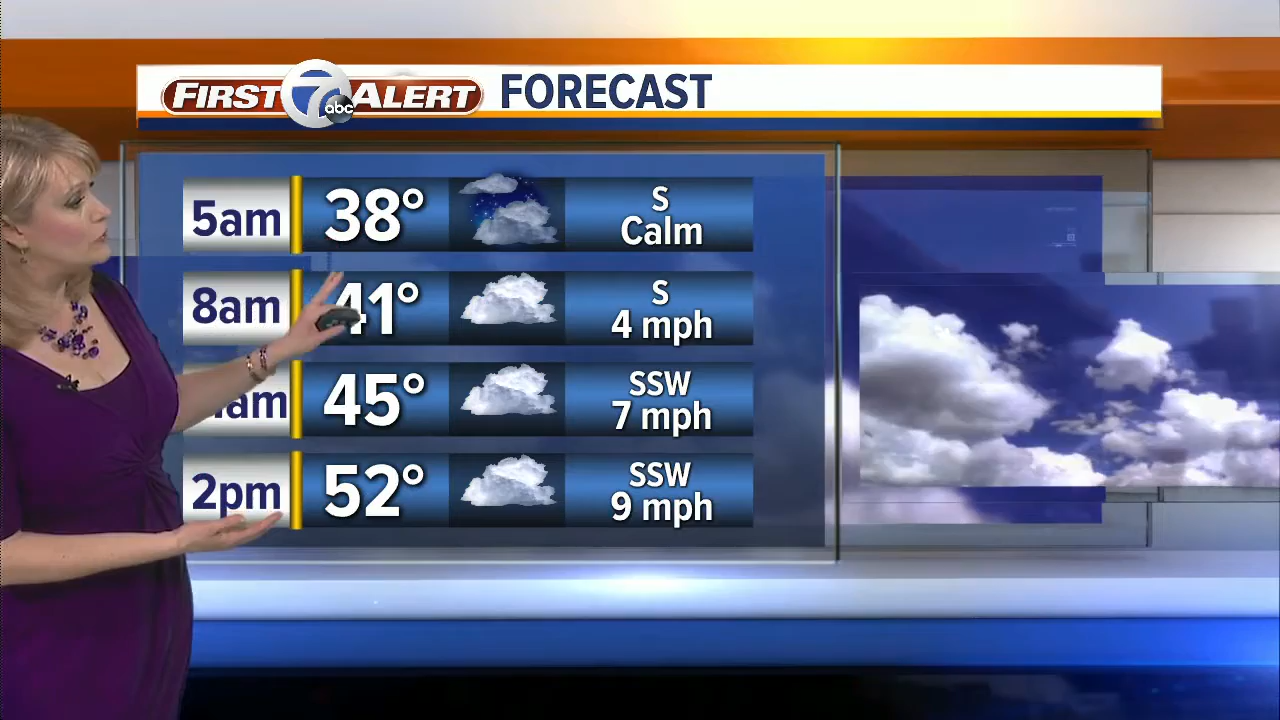 FIRST 7 abc ALERT FORECAST
5am 38° S Calm
8am 41° S 4 mph
am 45° SSW 7 mph
2pm 52° SSW 9 mph